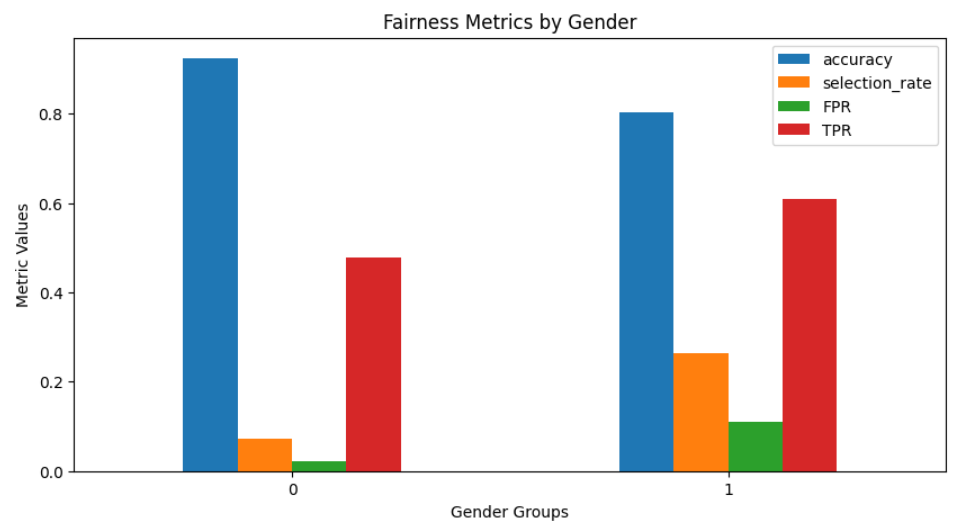 Fairness Metrics by Gender
accuracy
selection_rate
FPR
TPR
Metric Values
0.8
0.6
0.4
0.2
0.0
0
1
Gender Groups